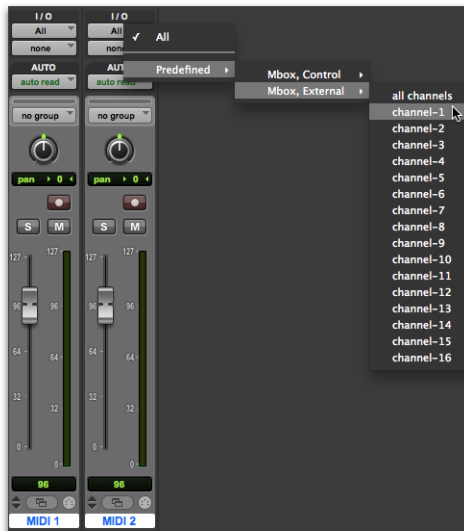 I/O
All
none
AUTO
auto read
no group
pan 0
S M
127
127
96
96
64
64
32
32
0
0
96
MIDI 1
I/O
All
none
AUTO
auto read
no group
pan 0
S M
127
127
96
96
64
64
32
32
0
0
96
MIDI 2
All
Predefined
Mbox, Control
Mbox, External
all channels
channel-1
channel-2
channel-3
channel-4
channel-5
channel-6
channel-7
channel-8
channel-9
channel-10
channel-11
channel-12
channel-13
channel-14
channel-15
channel-16